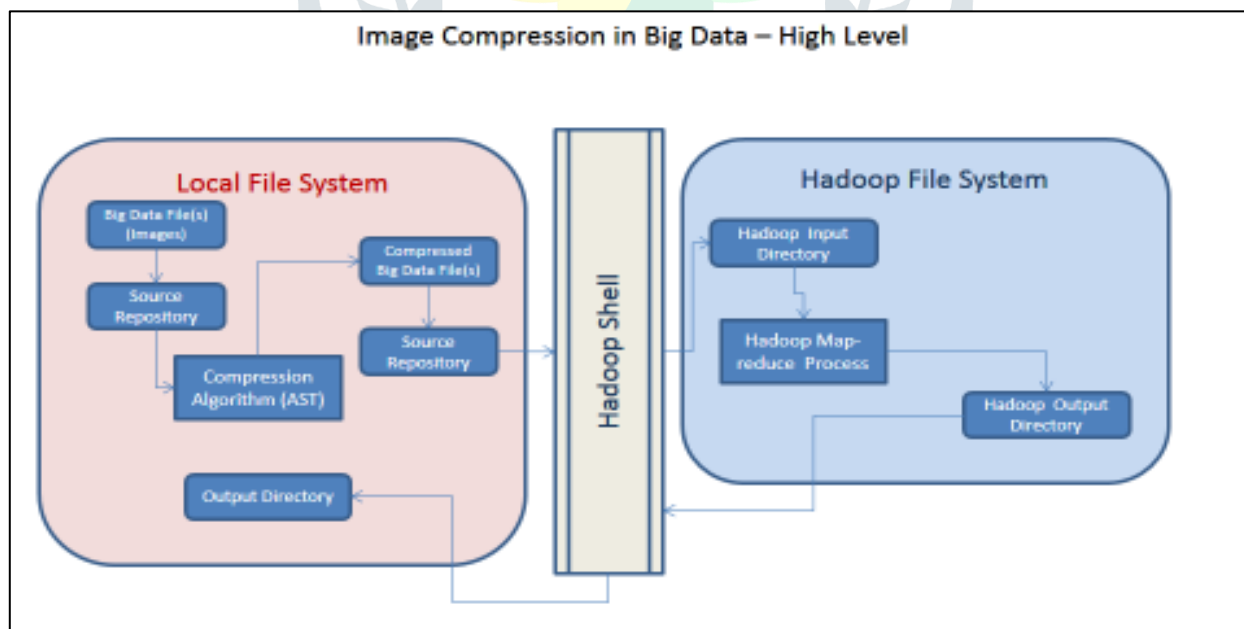 Image Compression in Big Data – High Level
Local File System
Big Data File(s)
(Images)
Source
Repository
Compression
Algorithm (AST)
Compressed
Big Data File(s)
Source
Repository
Output Directory
Hadoop Shell
Hadoop File System
Hadoop Input
Directory
Hadoop Map-
reduce Process
Hadoop Output
Directory